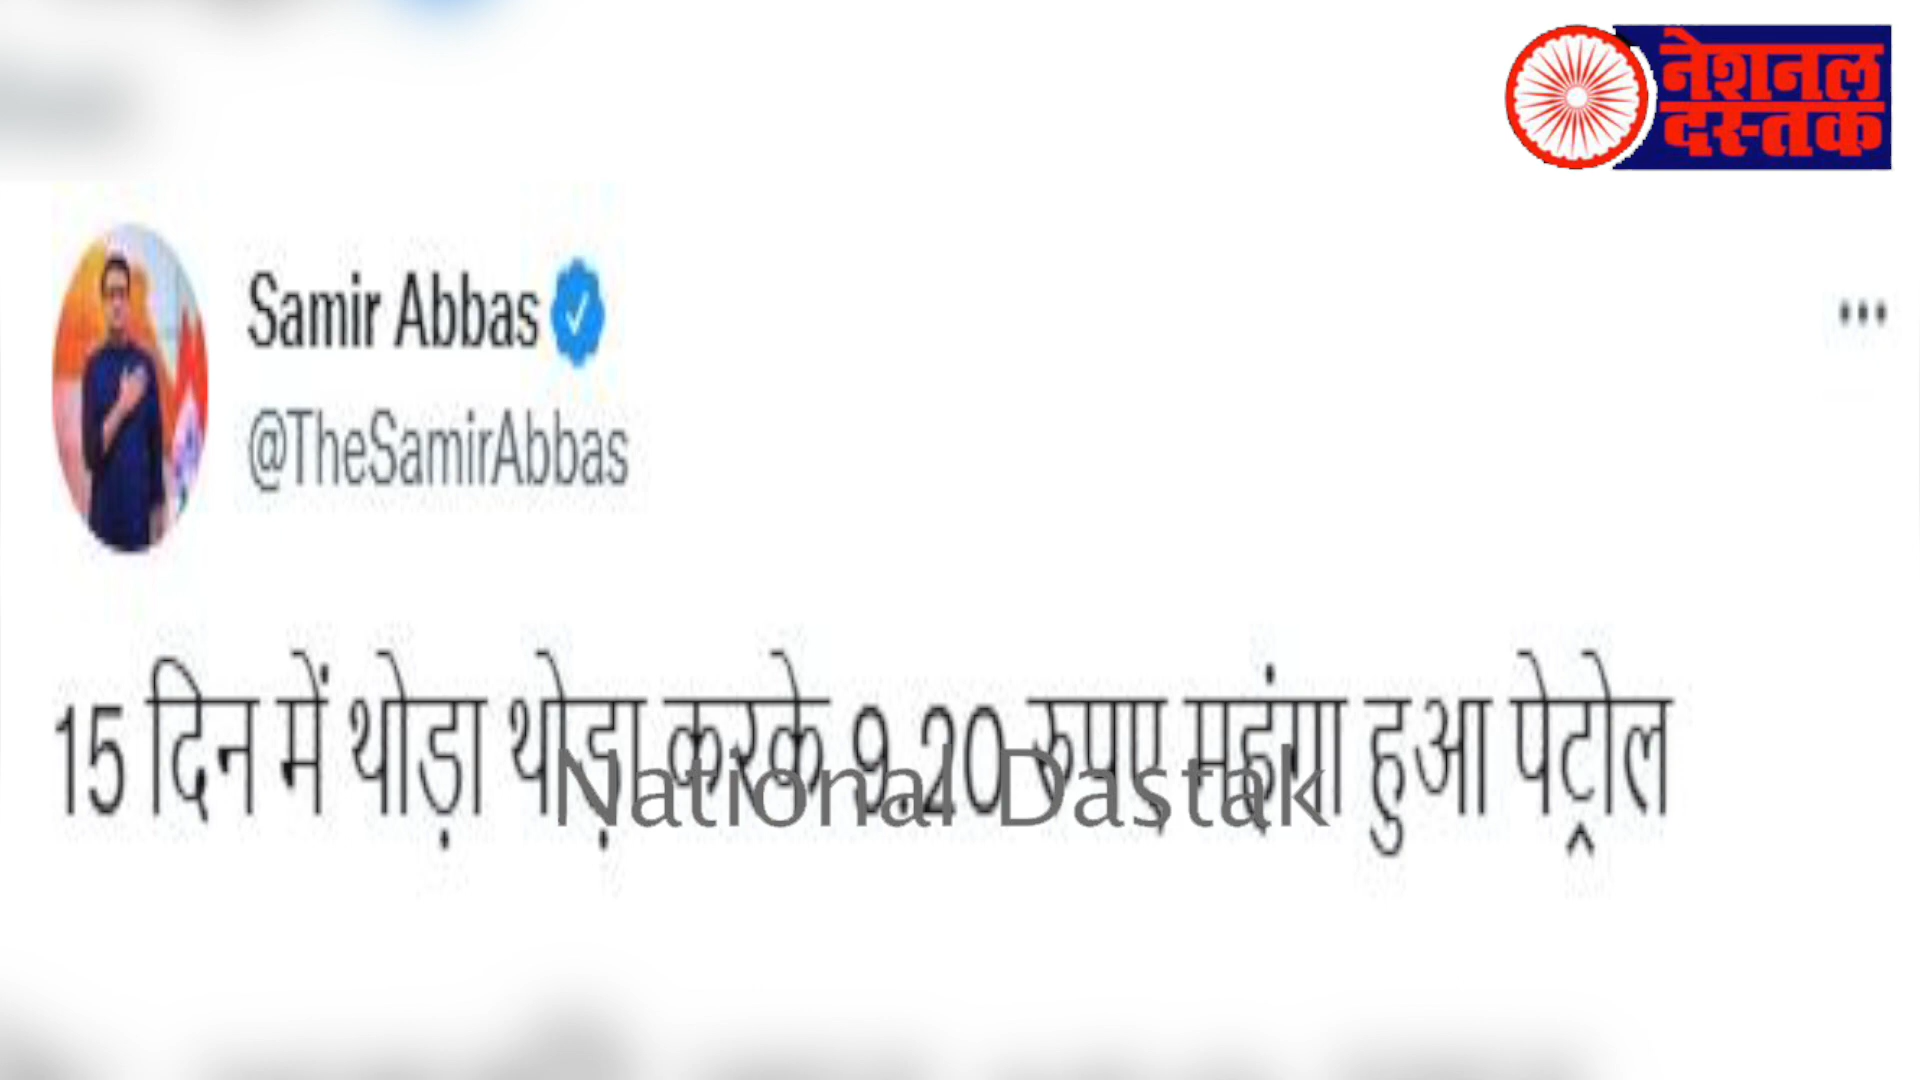 नेशनल
दस्तक
Samir Abbas
@TheSamirAbbas
15 दिन में थोड़ा थोड़ा करके 9.20 रुपए महंगा हुआ पेट्रोल
National Dastak